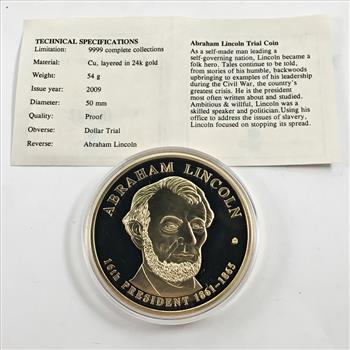 TECHNICAL SPECIFICATIONS
Limitation: 9999 complete collections
Material: Cu, layered in 24k gold
Weight: 54 g
Issue year: 2009
Diameter: 50 mm
Quality: Proof
Obverse: Dollar Trial
Reverse: Abraham Lincoln
Abraham Lincoln Trial Coin
As a self-made man leading a
self-governing nation, Lincoln became a
folk hero. Tales continue to be told,
from stories of his humble, backwoods
upbringing to examples of his leadership
during the Civil War, the country's
greatest crisis. He is the president
most often written about and studied.
Ambitious & willful, Lincoln was a
skilled speaker and politician. Using his
office to address the issues of slavery,
Lincoln focused on stopping its spread.
ABRAHAM LINCOLN
16th PRESIDENT 1861-1865